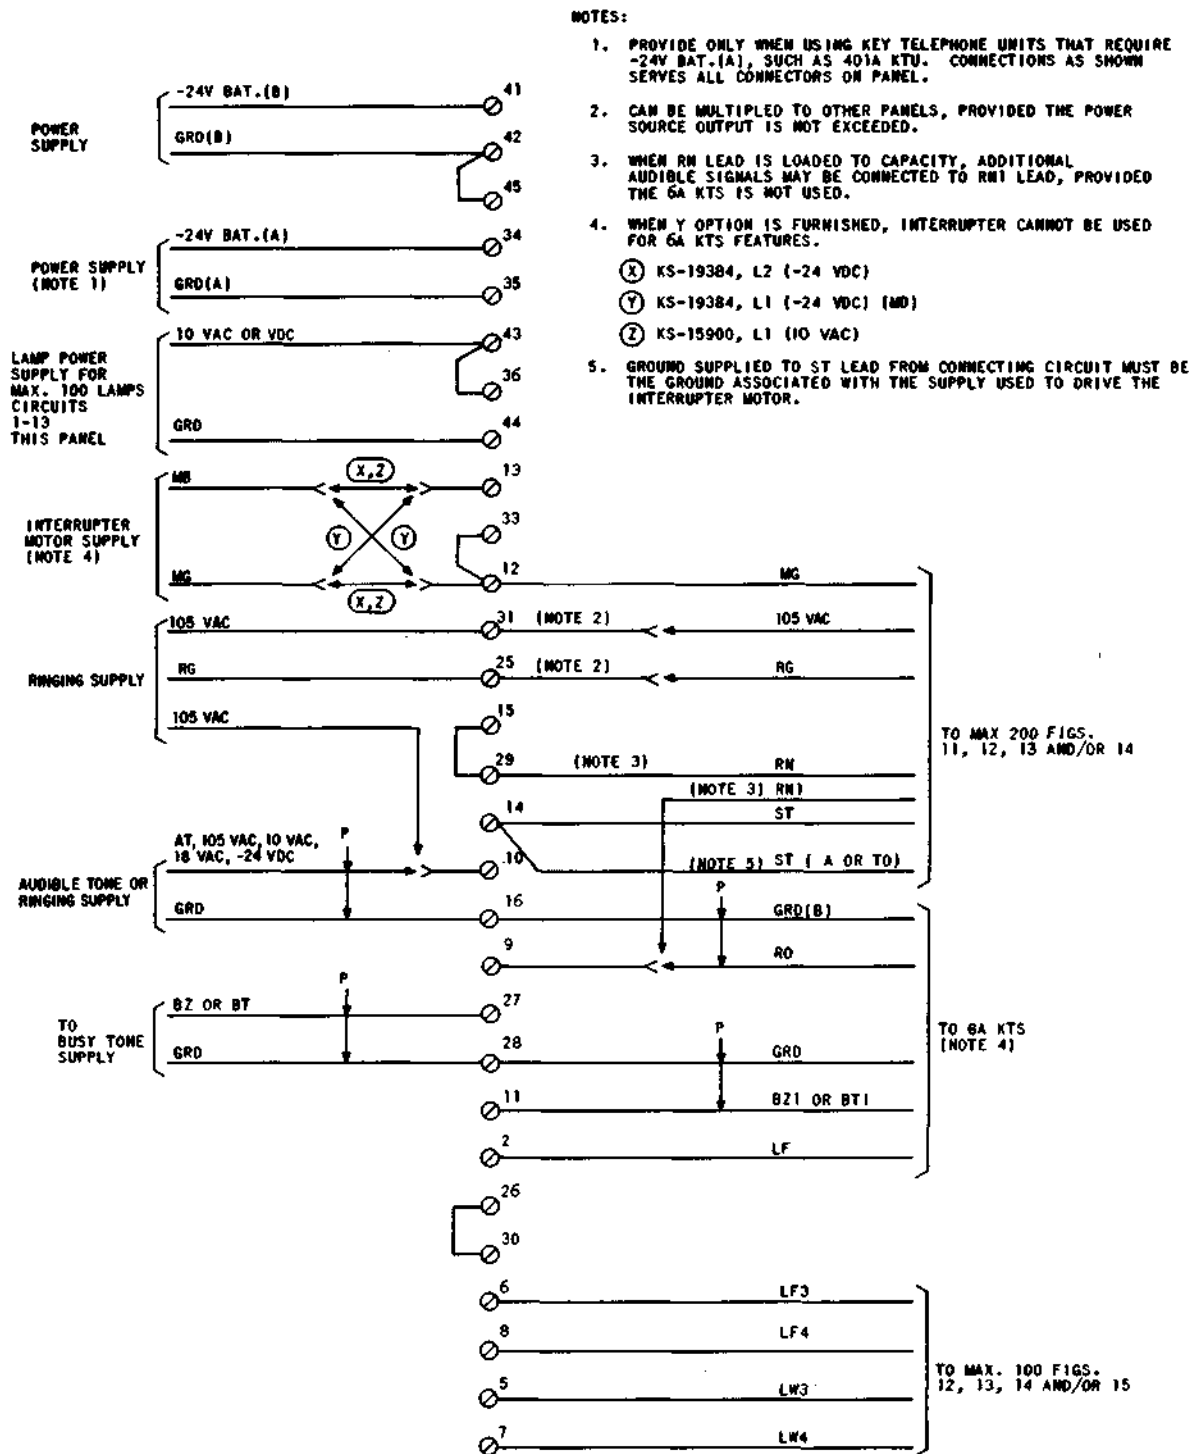 NOTES:
1. PROVIDE ONLY WHEN USING KEY TELEPHONE UNITS THAT REQUIRE
-24V BAT.(A), SUCH AS 401A KTU. CONNECTIONS AS SHOWN
SERVES ALL CONNECTORS ON PANEL.
2. CAN BE MULTIPLED TO OTHER PANELS, PROVIDED THE POWER
SOURCE OUTPUT IS NOT EXCEEDED.
3. WHEN RN LEAD IS LOADED TO CAPACITY, ADDITIONAL
AUDIBLE SIGNALS MAY BE CONNECTED TO RN1 LEAD, PROVIDED
THE 6A KTS IS NOT USED.
4. WHEN Y OPTION IS FURNISHED, INTERRUPTER CANNOT BE USED
FOR 6A KTS FEATURES.
X KS-19384, L2 (-24 VDC)
Y KS-19384, L1 (-24 VDC) (MD)
Z KS-15900, L1 (10 VAC)
5. GROUND SUPPLIED TO ST LEAD FROM CONNECTING CIRCUIT MUST BE
THE GROUND ASSOCIATED WITH THE SUPPLY USED TO DRIVE THE
INTERRUPTER MOTOR.
POWER
SUPPLY
-24V BAT.(B)
41
GRD(B)
42
45
POWER SUPPLY
(NOTE 1)
-24V BAT.(A)
34
GRD(A)
35
LAMP POWER
SUPPLY FOR
MAX. 100 LAMPS
CIRCUITS
1-13
THIS PANEL
10 VAC OR VDC
43
36
GRD
44
INTERRUPTER
MOTOR SUPPLY
(NOTE 4)
MB
X,Z
13
Y
Y
33
MG
X,Z
12
MG
RINGING SUPPLY
105 VAC
31
(NOTE 2)
105 VAC
RG
25
(NOTE 2)
RG
105 VAC
15
29
(NOTE 3)
RN
(NOTE 3) RN1
14
ST
TO MAX 200 FIGS.
11, 12, 13 AND/OR 14
AUDIBLE TONE OR
RINGING SUPPLY
AT, 105 VAC, 10 VAC,
18 VAC, -24 VDC
P
10
(NOTE 5) ST ( A OR TO)
GRD
16
P
GRD(B)
9
RO
TO
BUSY TONE
SUPPLY
P
BZ OR BT
27
GRD
28
P
GRD
11
BZ1 OR BT1
2
LF
TO 6A KTS
(NOTE 4)
26
30
6
LF3
8
LF4
5
LW3
7
LW4
TO MAX. 100 FIGS.
12, 13, 14 AND/OR 15